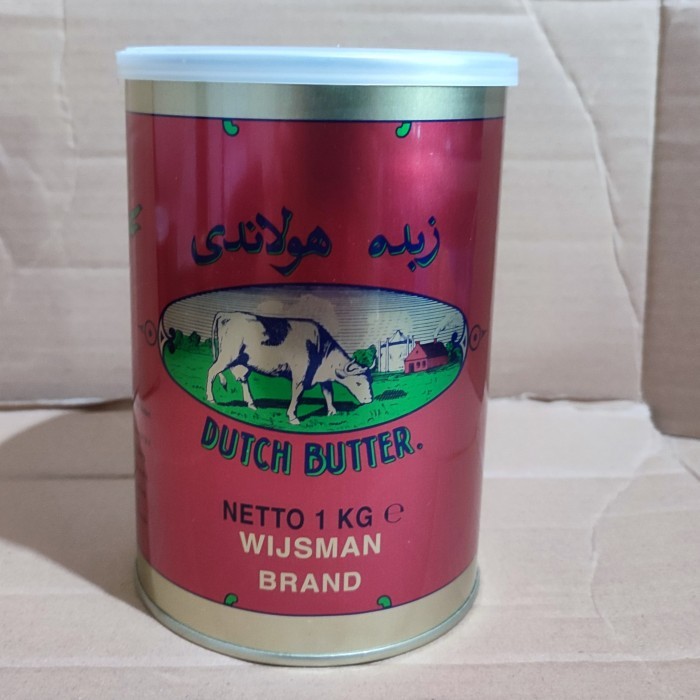 زبده هولاندى
DUTCH BUTTER.
NETTO 1 KG ℮
WIJSMAN
BRAND